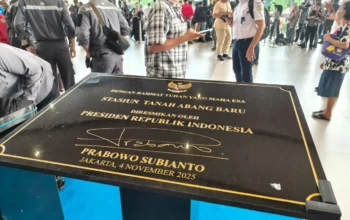 DENGAN RAHMAT TUHAN YANG MAHA ESA
STASIUN TANAH ABANG BARU
DIRESMIKAN OLEH
PRESIDEN REPUBLIK INDONESIA
PRABOWO SUBIANTO
JAKARTA, 4 NOVEMBER 2025